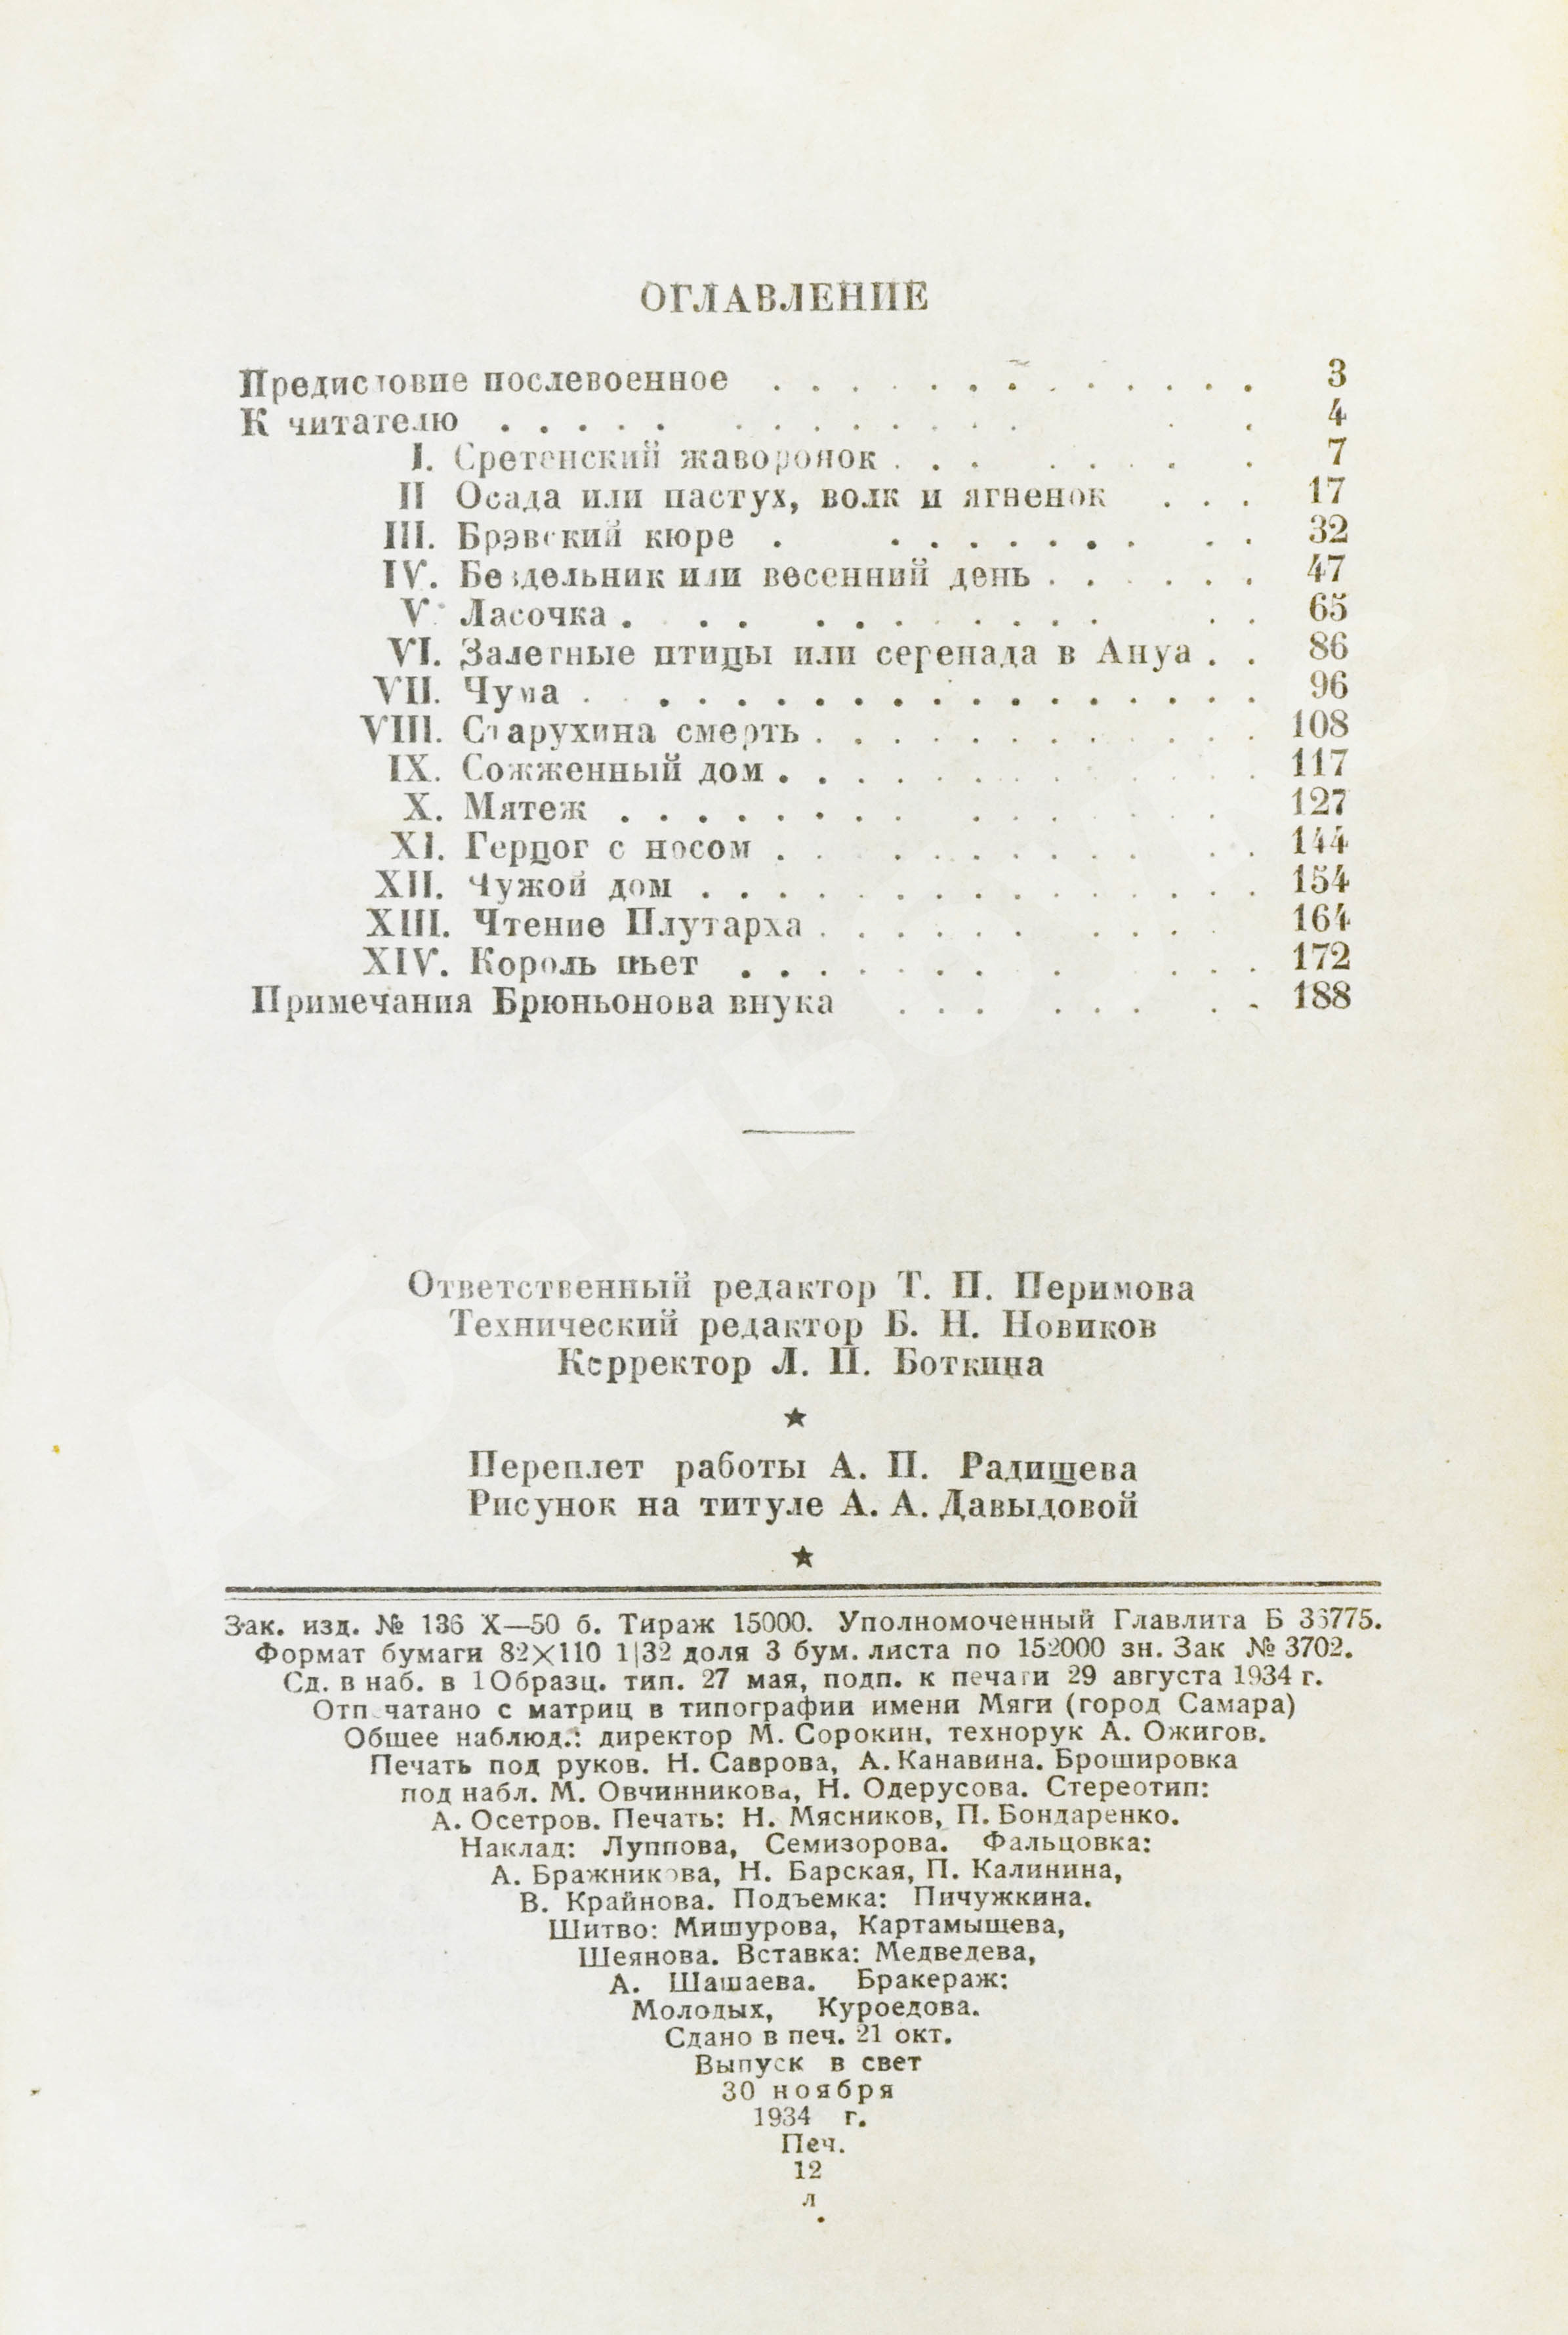 ОГЛАВЛЕНИЕ
Предисловие послевоенное . . . . . . . . . . . . . 3
К читателю . . . . . . . . . . . . . . . 4
I. Сретенский жаворонок . . . . . . . . 7
II Осада или пастух, волк и ягненок . . . 17
III. Брэвский кюре . . . . . . . . . . 32
IV. Бездельник или весенний день . . . . . . 47
V. Ласочка . . . . . . . . . . . . . 65
VI. Залетные птицы или серенада в Ануа . . 86
VII. Чума . . . . . . . . . . . . . . . . . 96
VIII. Старухина смерть . . . . . . . . . . . . 108
IX. Сожженный дом . . . . . . . . . . . . 117
X. Мятеж . . . . . . . . . . . . . . . 127
XI. Герцог с носом . . . . . . . . . . . 144
XII. Чужой дом . . . . . . . . . . . . . . . 154
XIII. Чтение Плутарха . . . . . . . . . . 164
XIV. Король пьет . . . . . . . . . . . 172
Примечания Брюньонова внука . . . . . . . . 188
Ответственный редактор Т. П. Перимова
Технический редактор Б. Н. Новиков
Корректор Л. П. Боткина
★
Переплет работы А. П. Радищева
Рисунок на титуле А. А. Давыдовой
★
Зак. изд. № 136 X—50 б. Тираж 15000. Уполномоченный Главлита Б 36775.
Формат бумаги 82×110 1|32 доля 3 бум. листа по 152000 зн. Зак № 3702.
Сд. в наб. в 1 Образц. тип. 27 мая, подп. к печати 29 августа 1934 г.
Отпечатано с матриц в типографии имени Мяги (город Самара)
Общее наблюд.: директор М. Сорокин, технорук А. Ожигов.
Печать под руков. Н. Саврова, А. Канавина. Брошировка
под набл. М. Овчинникова, Н. Одерусова. Стереотип:
А. Осетров. Печать: Н. Мясников, П. Бондаренко.
Наклад: Луппова, Семизорова. Фальцовка:
А. Бражникова, Н. Барская, П. Калинина,
В. Крайнова. Подъемка: Пичужкина.
Шитво: Мишурова, Картамышева,
Шеянова. Вставка: Медведева,
А. Шашаева. Бракераж:
Молодых, Куроедова.
Сдано в печ. 21 окт.
Выпуск в свет
30 ноября
1934 г.
Печ.
12
л
.